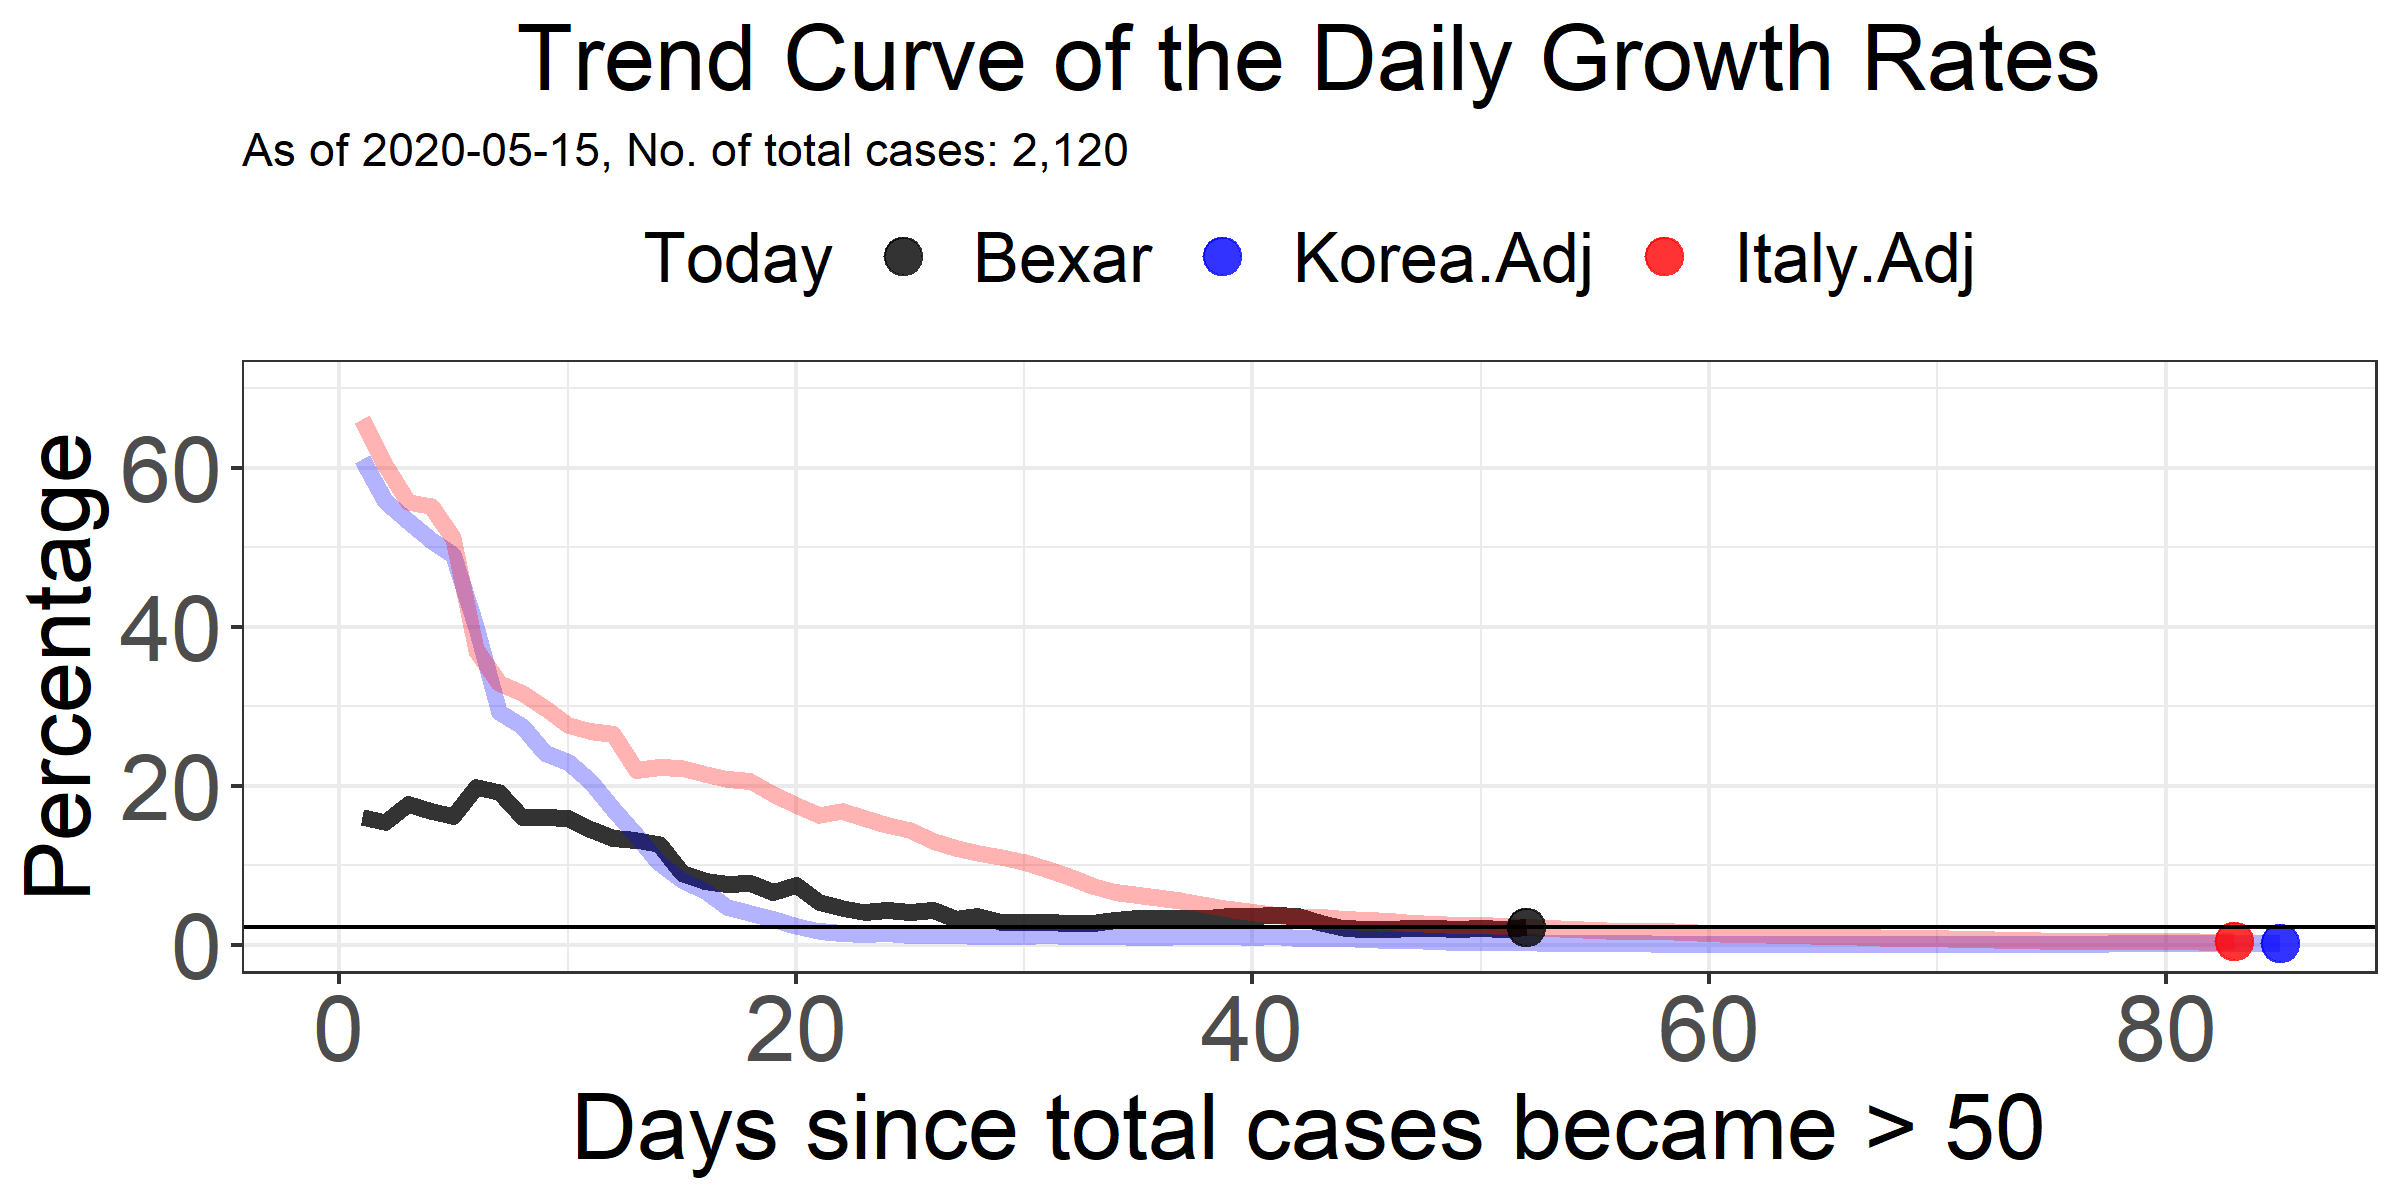 Trend Curve of the Daily Growth Rates
As of 2020-05-15, No. of total cases: 2,120
Today Bexar Korea.Adj Italy.Adj
Percentage
60
40
20
0
0 20 40 60 80
Days since total cases became > 50